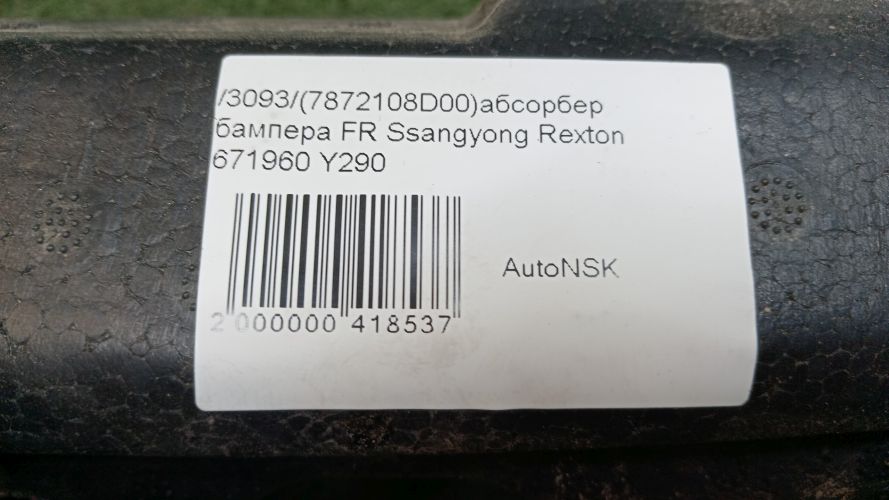 /3093/(7872108D00)абсорбер
бампера FR Ssangyong Rexton
671960 Y290
AutoNSK
2 000000 418537